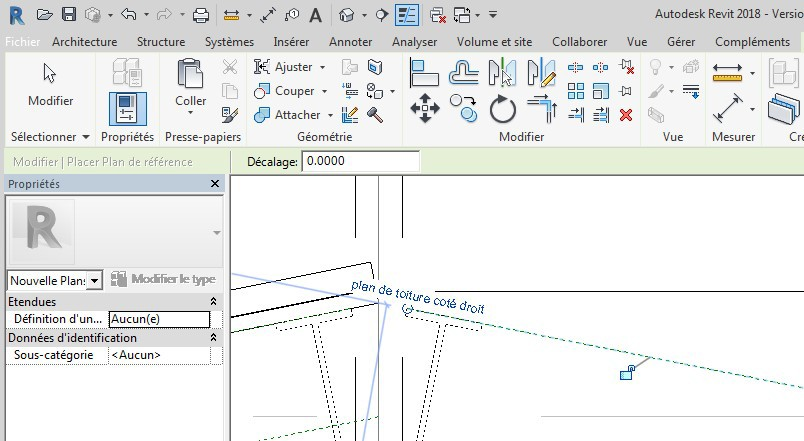 Autodesk Revit 2018 - Versio
Fichier Architecture Structure Systèmes Insérer Annoter Analyser Volume et site Collaborer Vue Gérer Compléments
Modifier
Coller
Ajuster
Couper
Attacher
Sélectionner Propriétés Presse-papiers Géométrie Modifier Vue Mesurer Cré
Modifier | Placer Plan de référence Décalage: 0.0000
Propriétés
R
Nouvelle Plans Modifier le type
Etendues
Définition d'un... Aucun(e)
Données d'identification
Sous-catégorie <Aucun>
plan de toiture coté droit